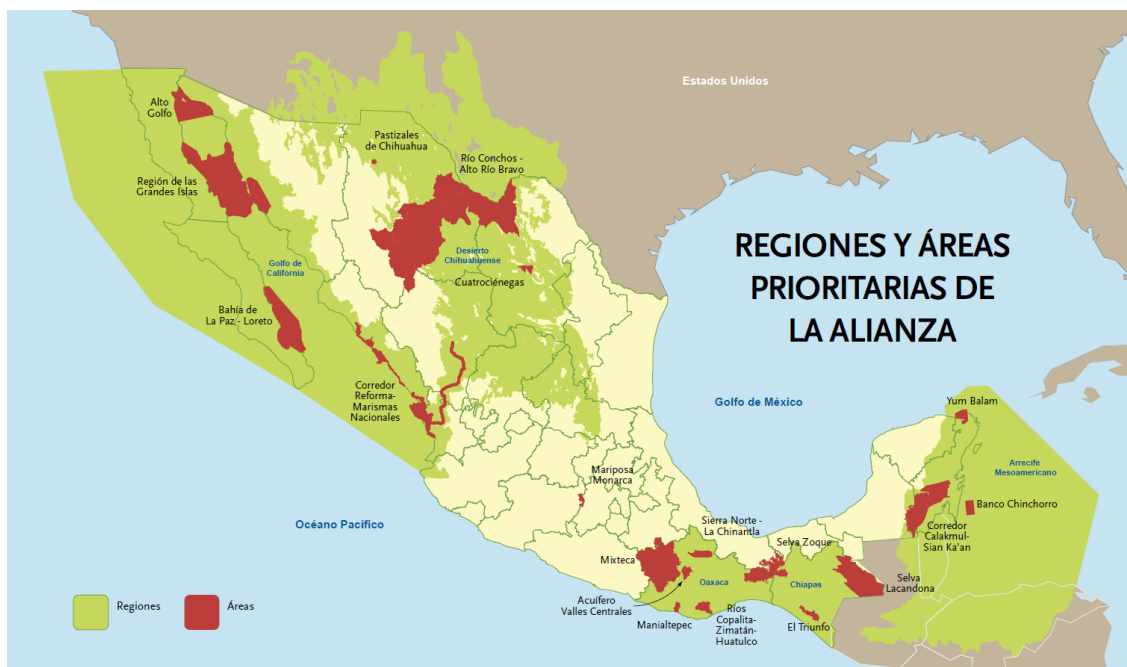 Estados Unidos
Alto
Golfo
Pastizales
de Chihuahua
Río Conchos -
Alto Río Bravo
Región de las
Grandes Islas
REGIONES Y ÁREAS
PRIORITARIAS DE
LA ALIANZA
Golfo de
California
Desierto
Chihuahuense
Cuatrociénegas
Bahía de
La Paz - Loreto
Corredor
Reforma-
Marismas
Nacionales
Golfo de México
Yum Balam
Arrecife
Mesoamericano
Mariposa
Monarca
Banco Chinchorro
Océano Pacífico
Sierra Norte -
La Chinantla
Corredor
Calakmul-
Sian Ka'an
Selva Zoque
Mixteca
Oaxaca
Chiapas
Selva
Lacandona
Acuífero
Valles Centrales
Manialtepec
Ríos
Copalita-
Zimatán-
Huatulco
El Triunfo
Regiones
Áreas